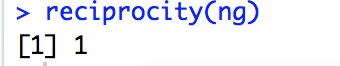 > reciprocity(ng)
[1] 1